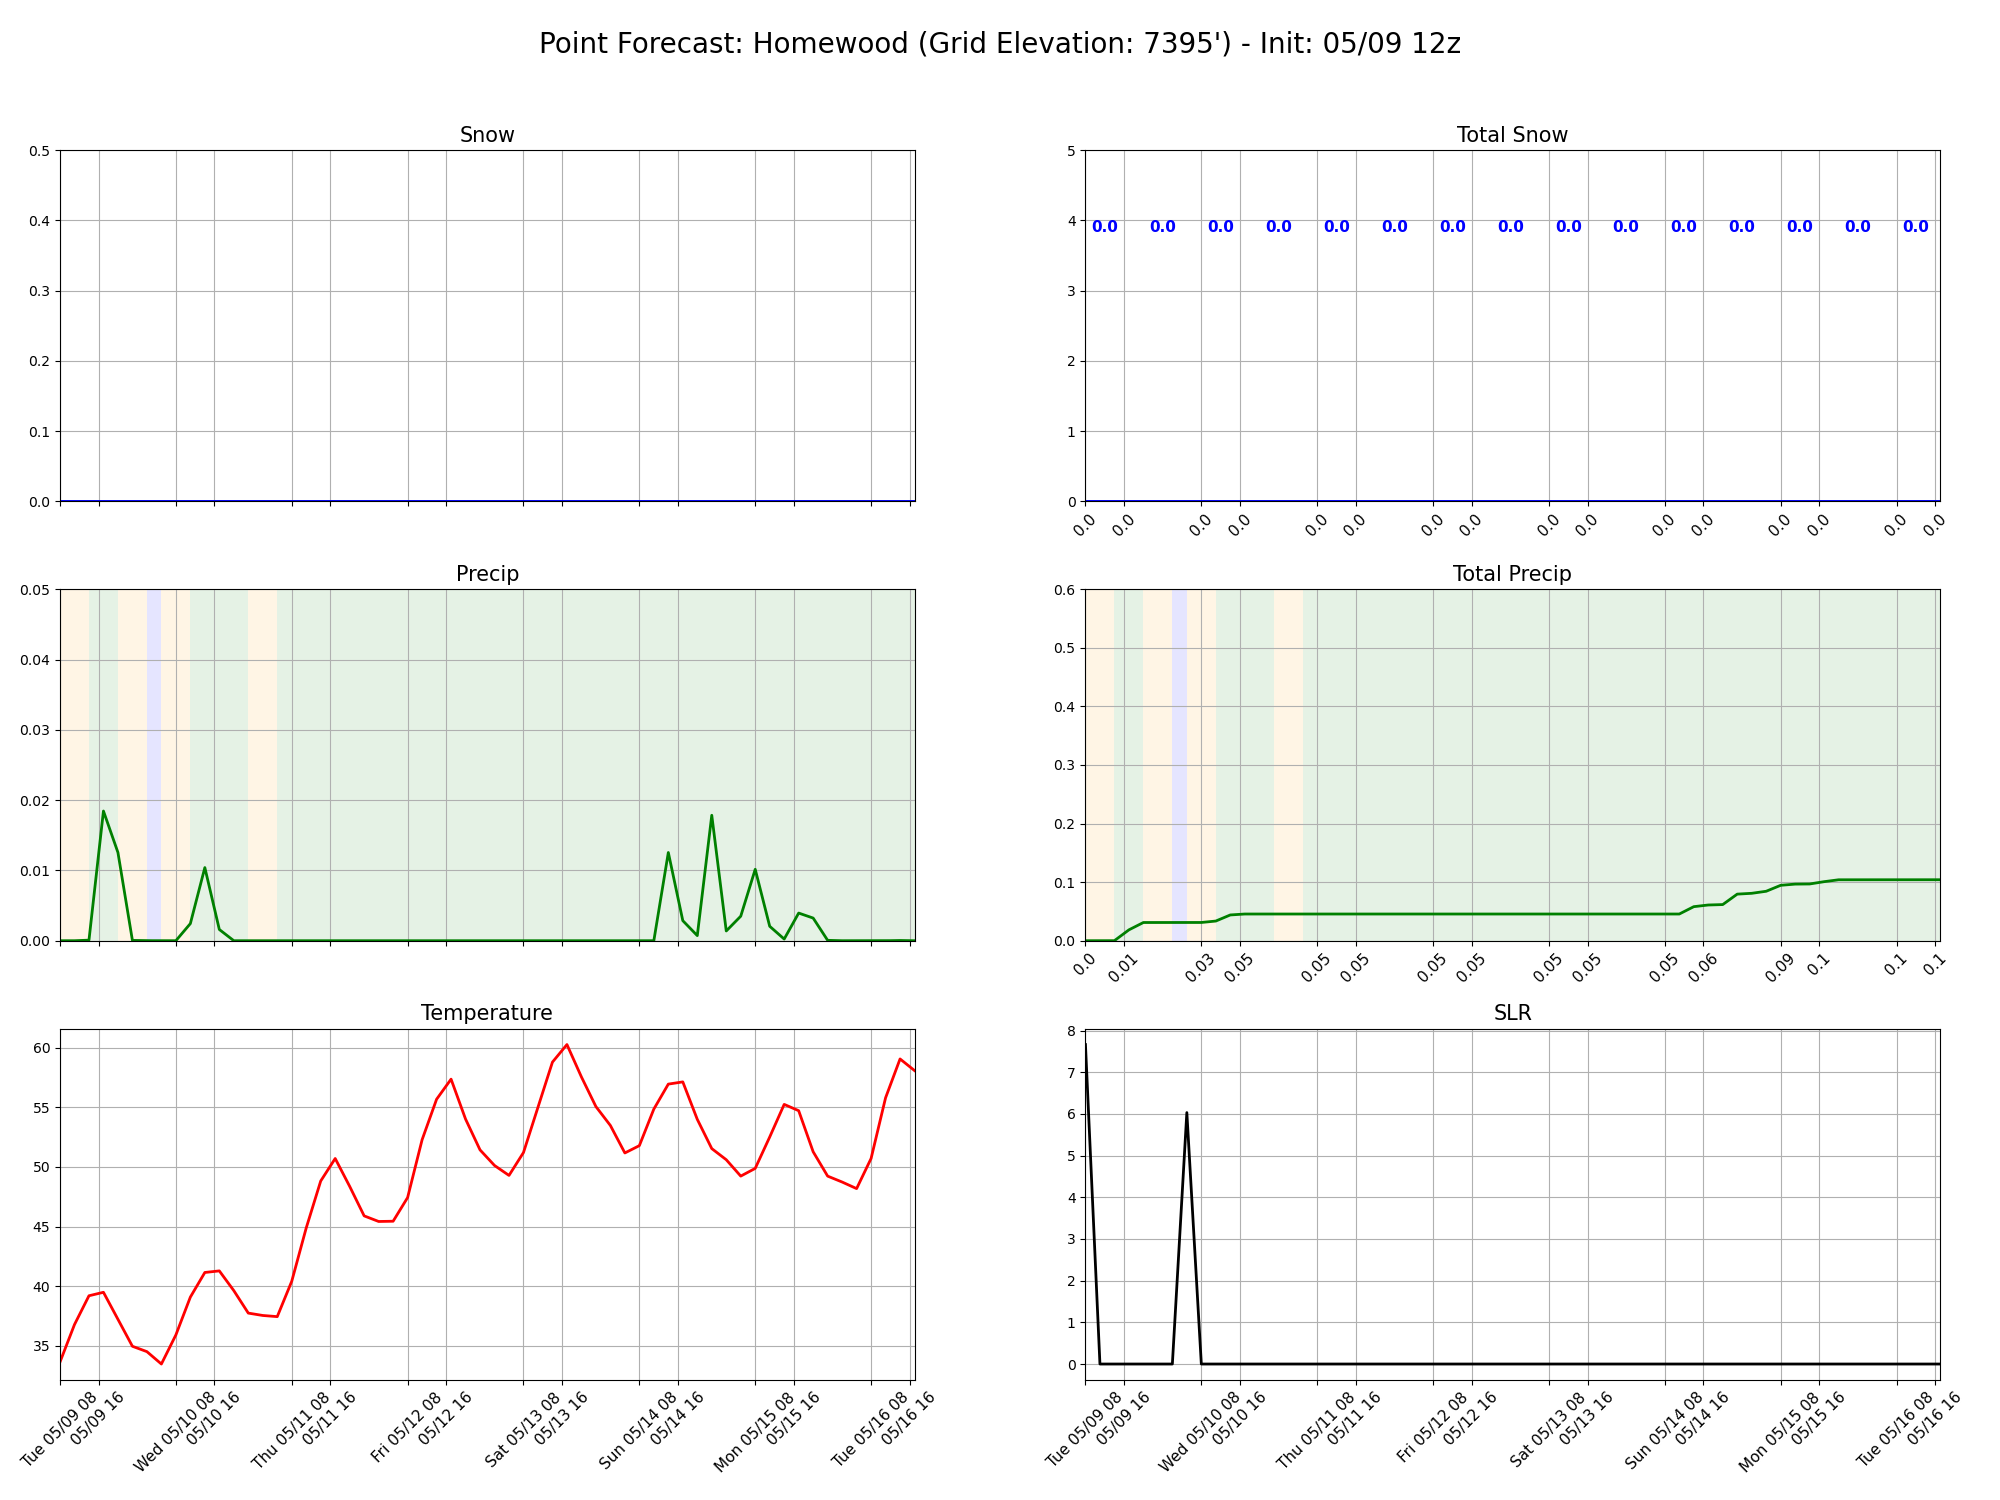 Point Forecast: Homewood (Grid Elevation: 7395') - Init: 05/09 12z
Snow
0.5
0.4
0.3
0.2
0.1
0.0
Total Snow
5
4
3
2
1
0
0.0 0.0 0.0 0.0 0.0 0.0 0.0 0.0 0.0 0.0 0.0 0.0 0.0 0.0 0.0
0.0 0.0 0.0 0.0 0.0 0.0 0.0 0.0 0.0 0.0 0.0 0.0 0.0 0.0 0.0 0.0
Precip
0.05
0.04
0.03
0.02
0.01
0.00
Total Precip
0.6
0.5
0.4
0.3
0.2
0.1
0.0
0.0 0.01 0.03 0.05 0.05 0.05 0.05 0.05 0.05 0.05 0.05 0.06 0.09 0.1 0.1 0.1
Temperature
60
55
50
45
40
35
Tue 05/09 08
05/09 16
Wed 05/10 08
05/10 16
Thu 05/11 08
05/11 16
Fri 05/12 08
05/12 16
Sat 05/13 08
05/13 16
Sun 05/14 08
05/14 16
Mon 05/15 08
05/15 16
Tue 05/16 08
05/16 16
SLR
8
7
6
5
4
3
2
1
0
Tue 05/09 08
05/09 16
Wed 05/10 08
05/10 16
Thu 05/11 08
05/11 16
Fri 05/12 08
05/12 16
Sat 05/13 08
05/13 16
Sun 05/14 08
05/14 16
Mon 05/15 08
05/15 16
Tue 05/16 08
05/16 16